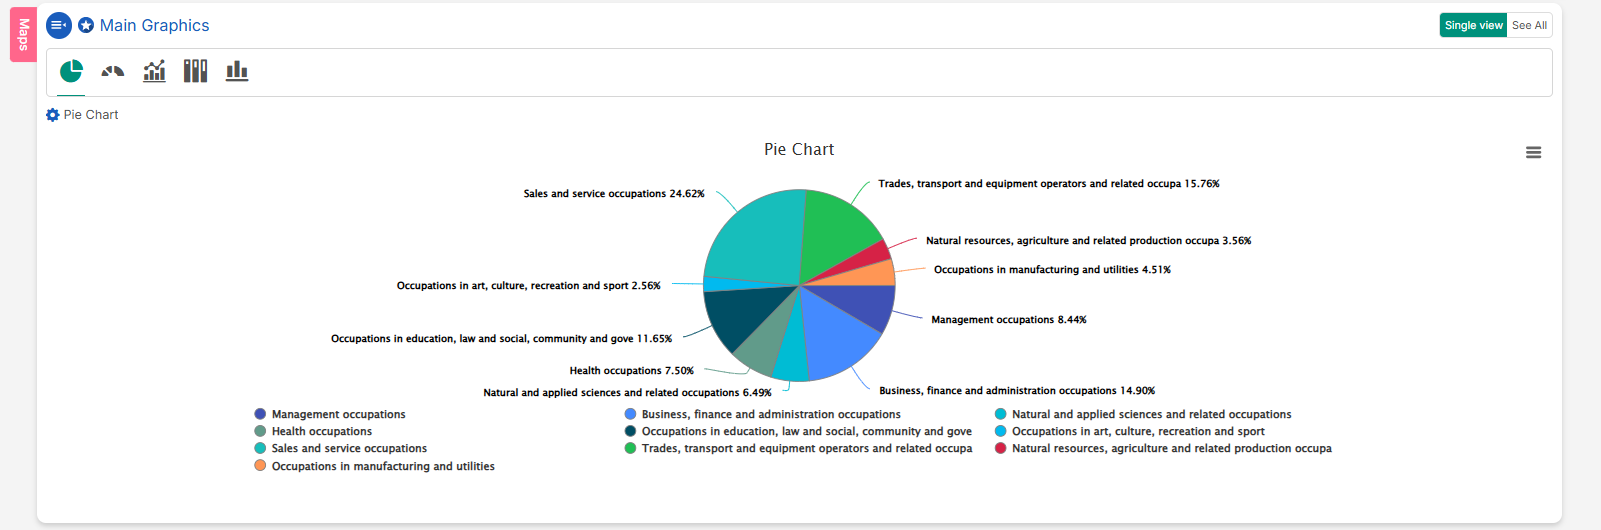 Maps
Main Graphics
Single view See All
Pie Chart
Pie Chart
Sales and service occupations 24.62%
Trades, transport and equipment operators and related occupa 15.76%
Natural resources, agriculture and related production occupa 3.56%
Occupations in manufacturing and utilities 4.51%
Occupations in art, culture, recreation and sport 2.56%
Management occupations 8.44%
Occupations in education, law and social, community and gove 11.65%
Health occupations 7.50%
Natural and applied sciences and related occupations 6.49%
Business, finance and administration occupations 14.90%
Management occupations
Business, finance and administration occupations
Natural and applied sciences and related occupations
Health occupations
Occupations in education, law and social, community and gove
Occupations in art, culture, recreation and sport
Sales and service occupations
Trades, transport and equipment operators and related occupa
Natural resources, agriculture and related production occupa
Occupations in manufacturing and utilities